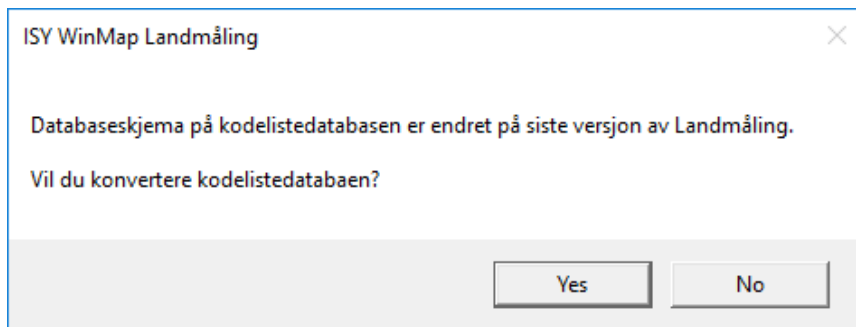 ISY WinMap Landmåling
Databaseskjema på kodelistedatabasen er endret på siste versjon av Landmåling.
Vil du konvertere kodelistedatabaen?
Yes
No